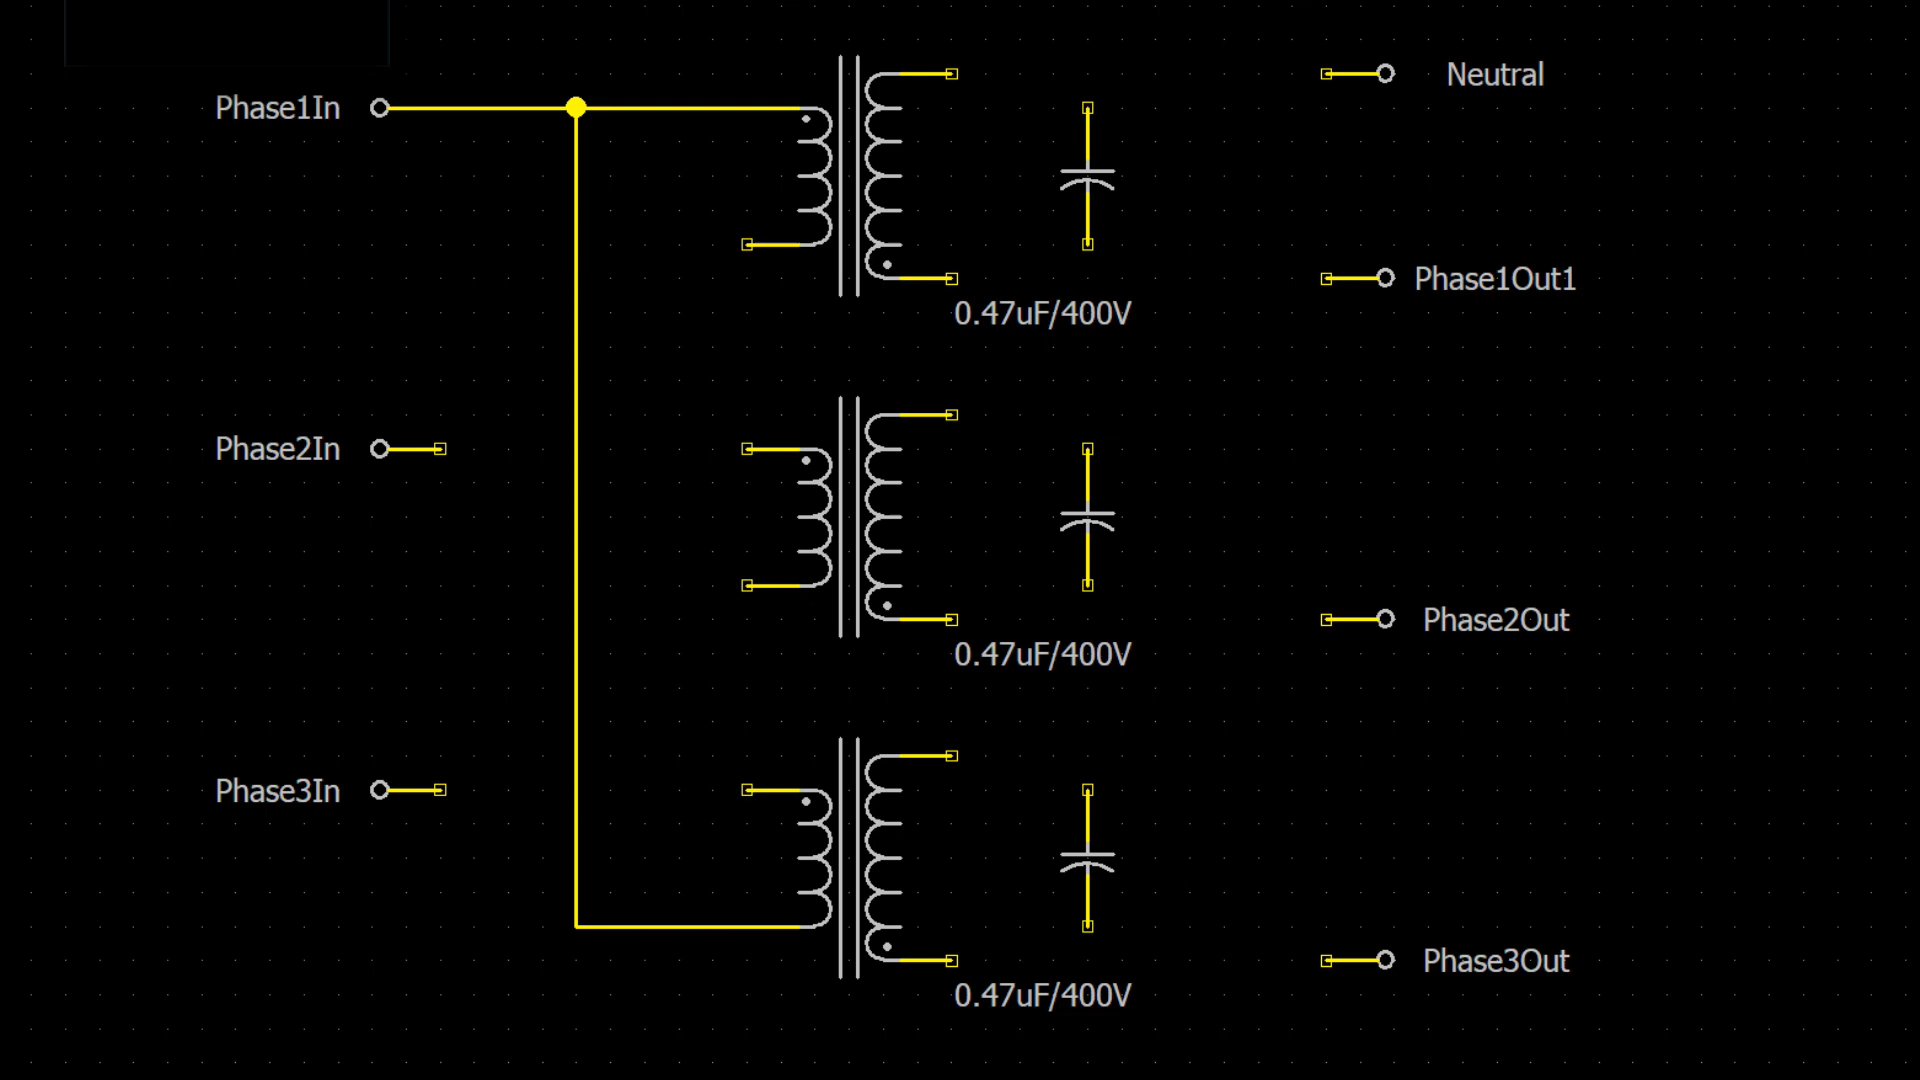 Neutral
Phase1In
Phase1Out1
0.47uF/400V
Phase2In
Phase2Out
0.47uF/400V
Phase3In
Phase3Out
0.47uF/400V